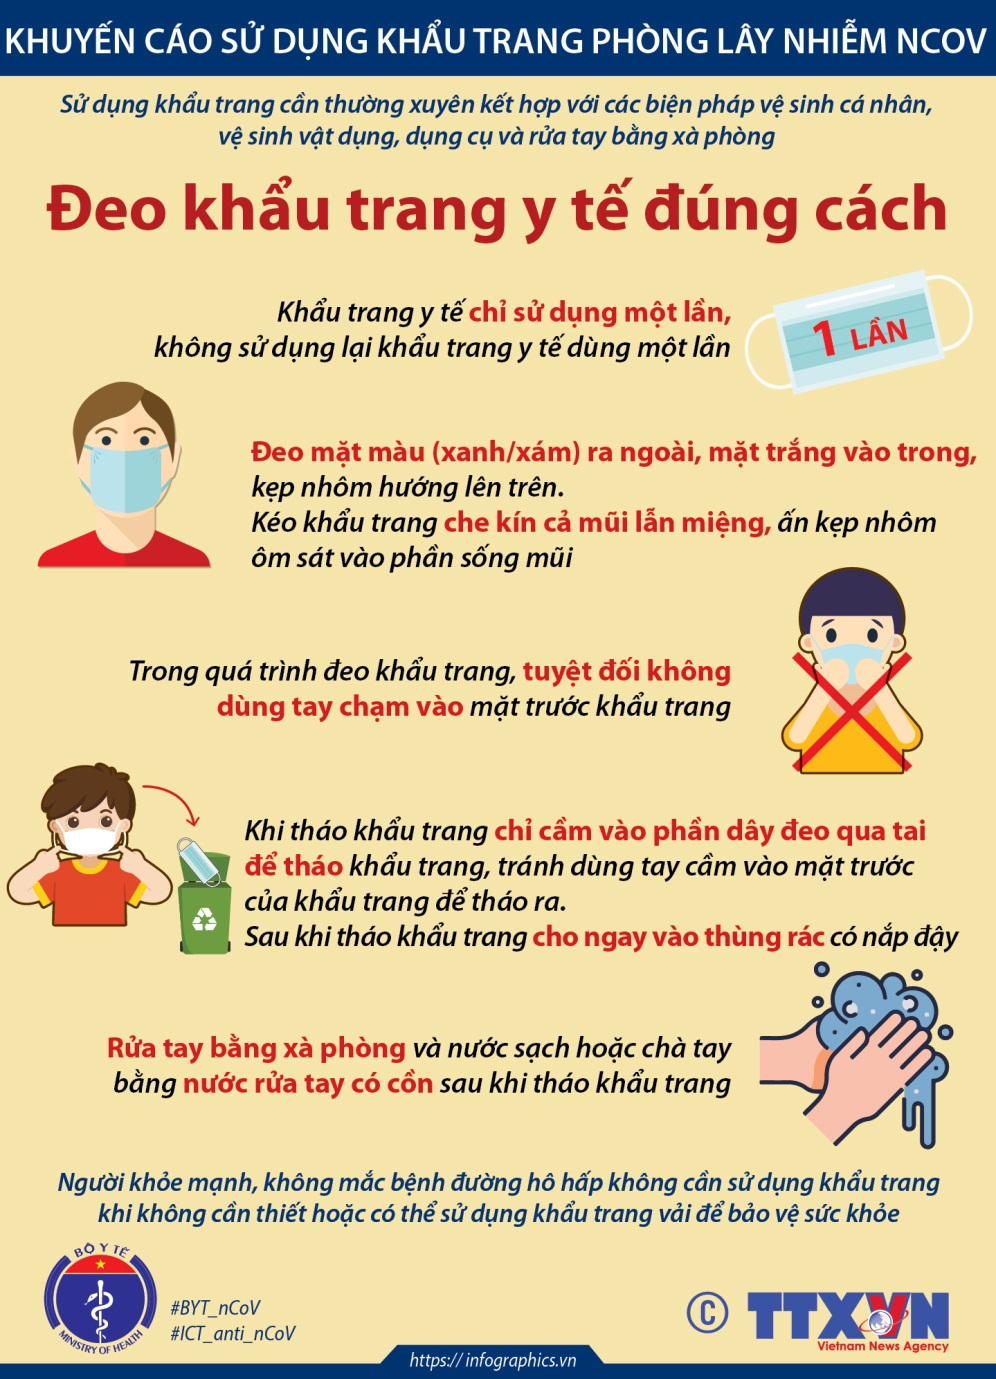 KHUYẾN CÁO SỬ DỤNG KHẨU TRANG PHÒNG LÂY NHIỄM NCOV
Sử dụng khẩu trang cần thường xuyên kết hợp với các biện pháp vệ sinh cá nhân,
vệ sinh vật dụng, dụng cụ và rửa tay bằng xà phòng
Đeo khẩu trang y tế đúng cách
Khẩu trang y tế chỉ sử dụng một lần,
không sử dụng lại khẩu trang y tế dùng một lần
1 LẦN
Đeo mặt màu (xanh/xám) ra ngoài, mặt trắng vào trong,
kẹp nhôm hướng lên trên.
Kéo khẩu trang che kín cả mũi lẫn miệng, ấn kẹp nhôm
ôm sát vào phần sống mũi
Trong quá trình đeo khẩu trang, tuyệt đối không
dùng tay chạm vào mặt trước khẩu trang
Khi tháo khẩu trang chỉ cầm vào phần dây đeo qua tai
để tháo khẩu trang, tránh dùng tay cầm vào mặt trước
của khẩu trang để tháo ra.
Sau khi tháo khẩu trang cho ngay vào thùng rác có nắp đậy
Rửa tay bằng xà phòng và nước sạch hoặc chà tay
bằng nước rửa tay có cồn sau khi tháo khẩu trang
Người khỏe mạnh, không mắc bệnh đường hô hấp không cần sử dụng khẩu trang
khi không cần thiết hoặc có thể sử dụng khẩu trang vải để bảo vệ sức khỏe
BỘ Y TẾ
MINISTRY OF HEALTH
#BYT_nCoV
#ICT_anti_nCoV
© TTXVN
Vietnam News Agency
https://infographics.vn